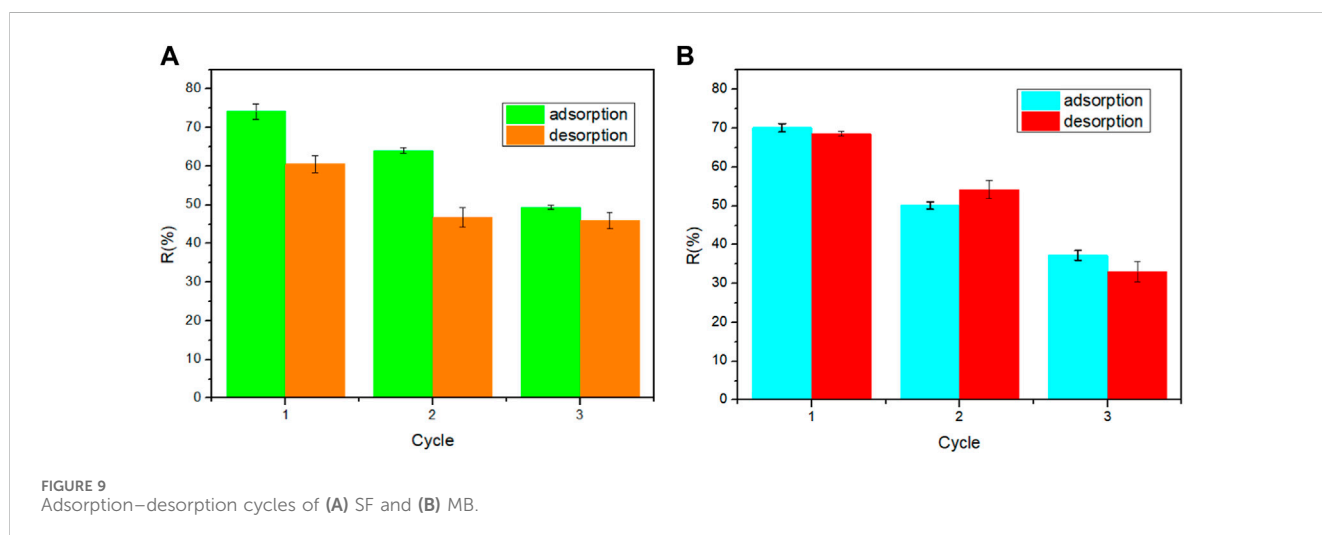 A
R(%)
80
70
60
50
40
30
20
10
0
adsorption
desorption
1 2 3
Cycle
B
R(%)
80
70
60
50
40
30
20
10
0
adsorption
desorption
1 2 3
Cycle
FIGURE 9
Adsorption–desorption cycles of (A) SF and (B) MB.